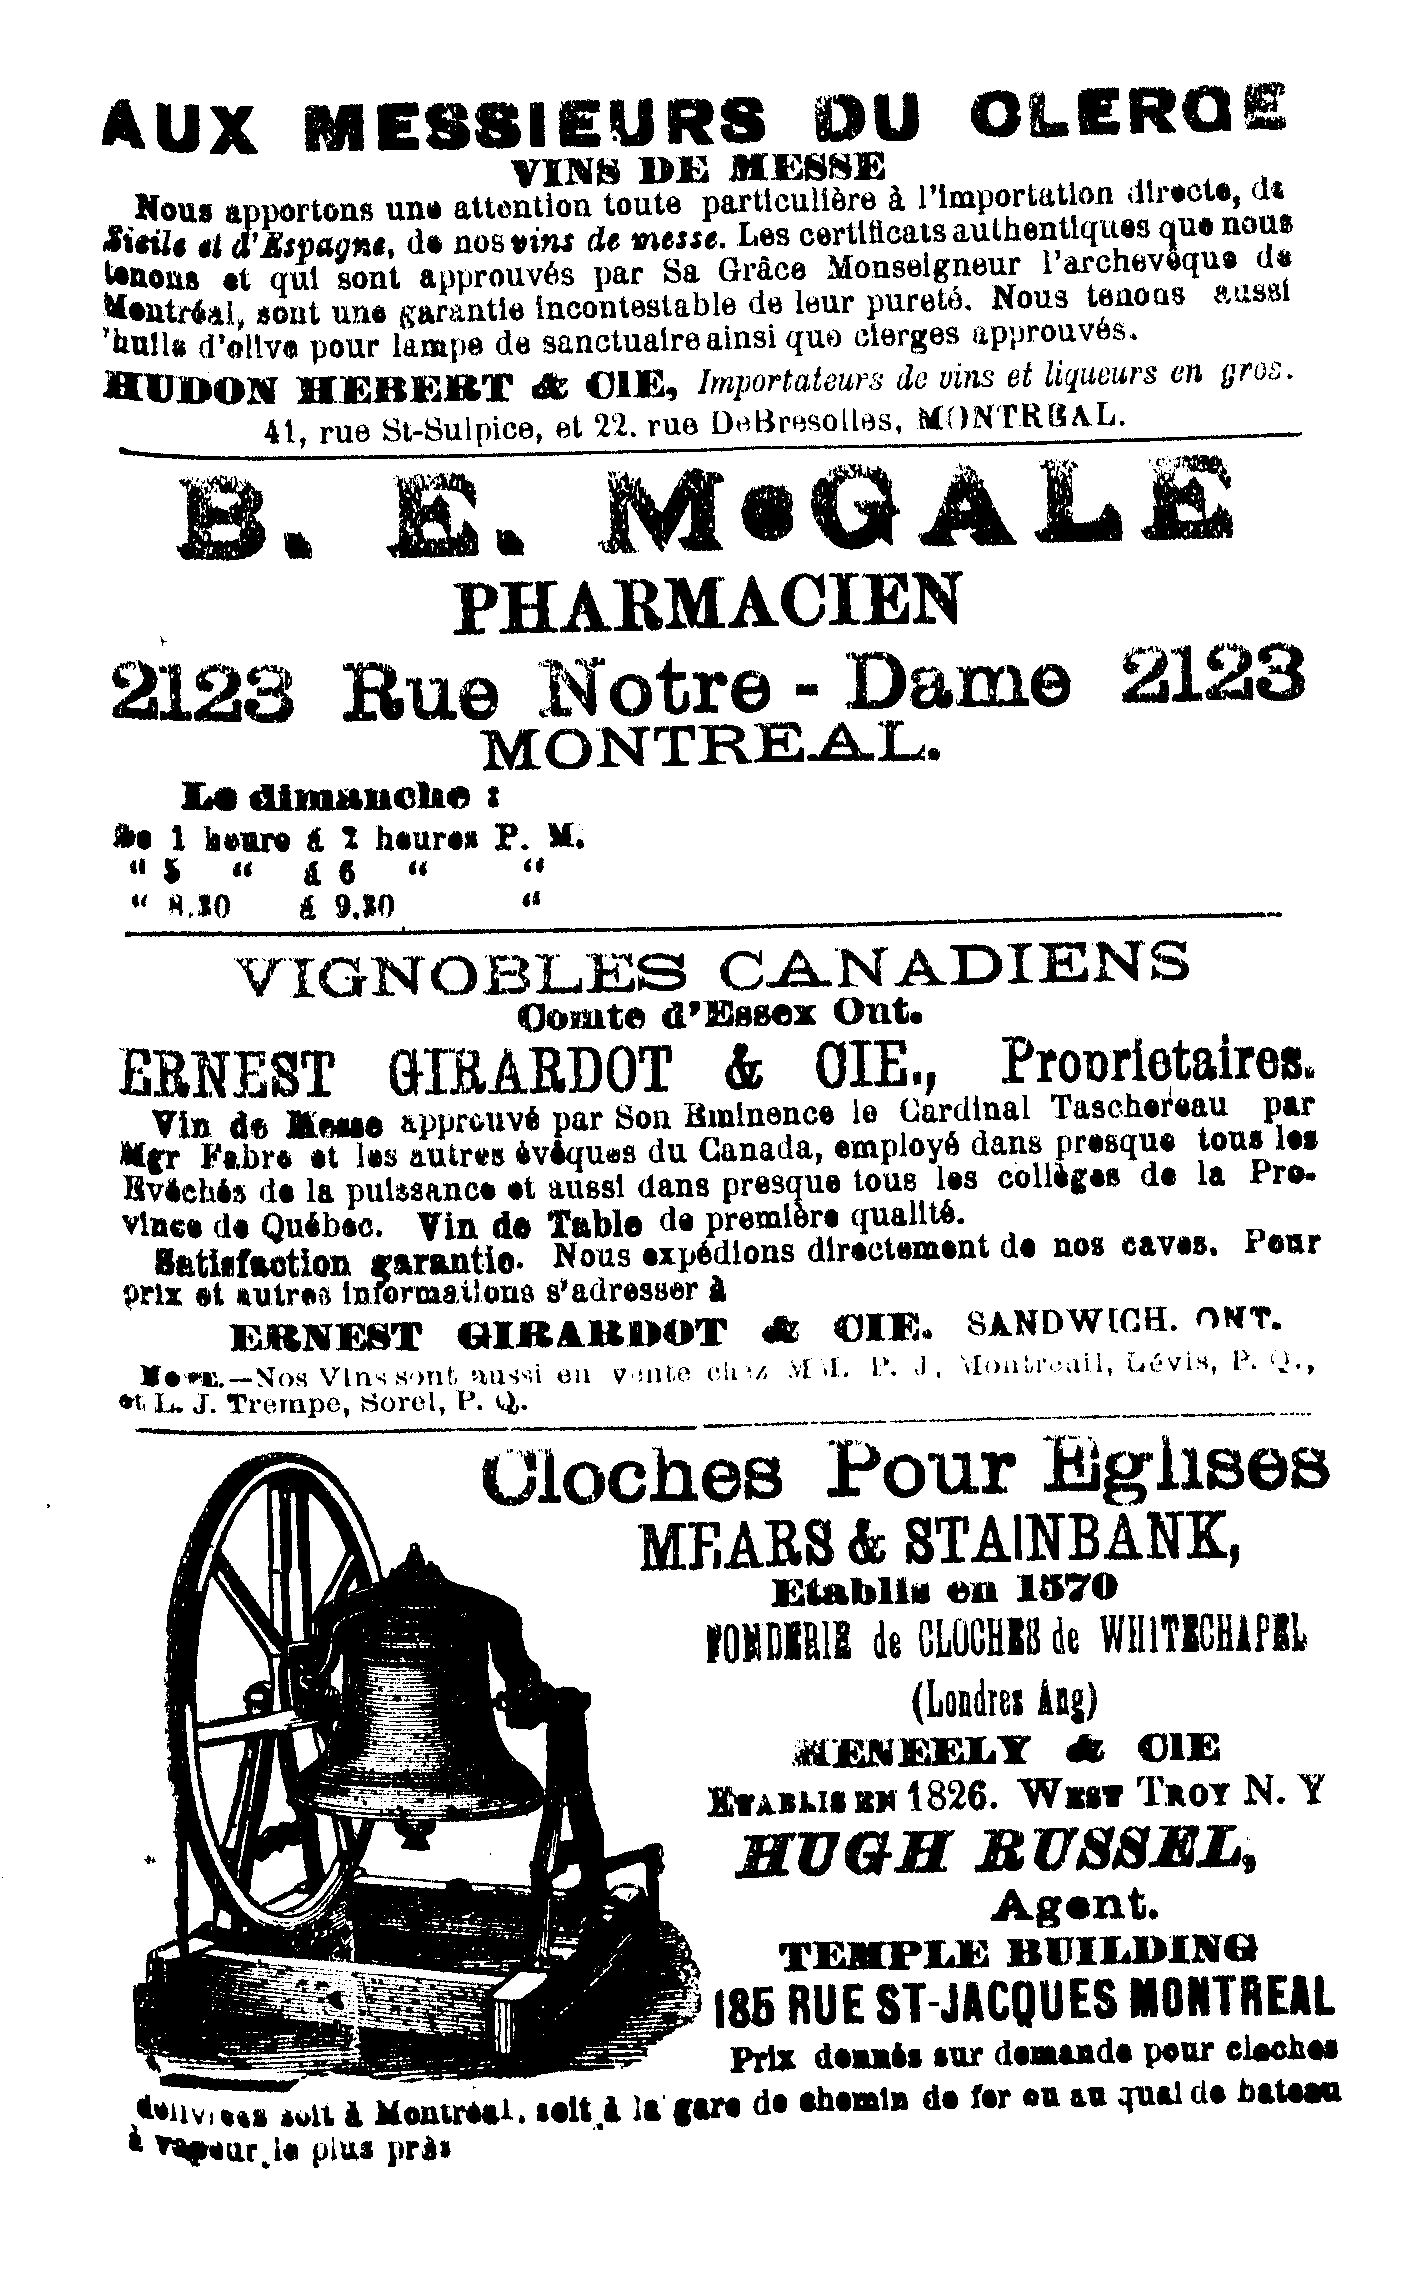 AUX MESSIEURS DU CLERGE
VINS DE MESSE
Nous apportons une attention toute particulière à l'importation directe, de
Sicile et d'Espagne, de nos vins de messe. Les certificats authentiques que nous
tenons et qui sont approuvés par Sa Grâce Monseigneur l'archevêque de
Montréal, sont une garantie incontestable de leur pureté. Nous tenons aussi
'huile d'olive pour lampe de sanctuaire ainsi que cierges approuvés.
HUDON HEBERT & CIE, Importateurs de vins et liqueurs en gros.
41, rue St-Sulpice, et 22. rue DeBresolles, MONTREAL.
B. E. McGALE
PHARMACIEN
2123 Rue Notre-Dame 2123
MONTREAL.
Le dimanche :
De 1 heure á 2 heures P. M.
“ 5 “ á 6 “ “
“ 8.30 á 9.30 “
VIGNOBLES CANADIENS
Comte d'Essex Ont.
ERNEST GIRARDOT & CIE., Proprietaires.
Vin de Messe approuvé par Son Eminence le Cardinal Taschereau par
Mgr Fabre et les autres évêques du Canada, employé dans presque tous les
Evêchés de la puissance et aussi dans presque tous les collèges de la Pro-
vince de Québec. Vin de Table de première qualité.
Satisfaction garantie. Nous expédions directement de nos caves. Pour
prix et autres informations s'adresser à
ERNEST GIRARDOT & CIE. SANDWICH. ONT.
NOTE.—Nos Vins sont aussi en vente chez MM. P. J, Montreuil, Lévis, P. Q.,
et L. J. Trempe, Sorel, P. Q.
Cloches Pour Eglises
MEARS & STAINBANK,
Etablis en 1570
FONDERIE de CLOCHES de WHITECHAPEL
(Londres Ang)
MENEELY & CIE
ETABLIS EN 1826. WEST TROY N. Y
HUGH RUSSEL,
Agent.
TEMPLE BUILDING
185 RUE ST-JACQUES MONTREAL
Prix donnés sur demande pour cloches
delivrees soit à Montréal, soit à la gare de chemin de fer ou au quai de bateau
à vapeur le plus près